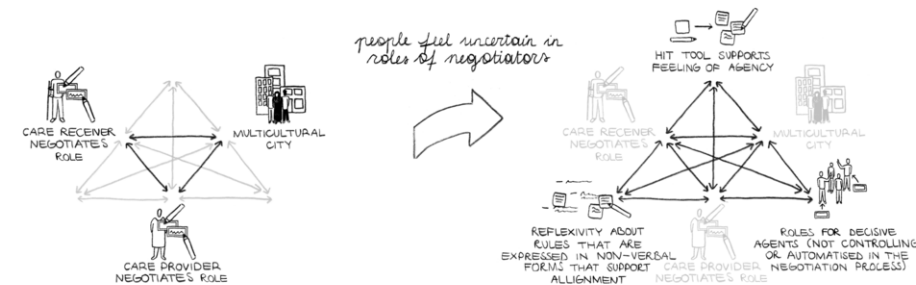 people feel uncertain in
roles of negotiators
CARE RECENER
NEGOTIATES
ROLE
MULTICULTURAL
CITY
CARE PROVIDER
NEGOTIATES ROLE
HIT TOOL SUPPORTS
FEELING OF AGENCY
CARE RECENER
NEGOTIATES
ROLE
MULTICULTURAL
CITY
REFLEXIVITY ABOUT
RULES THAT ARE
EXPRESSED IN NON-VERBAL
FORMS THAT SUPPORT
ALLIGNMENT
CARE PROVIDER
NEGOTIATES ROLE
ROLES FOR DECISIVE
AGENTS (NOT CONTROLLING
OR AUTOMATISED IN THE
NEGOTIATION PROCESS)